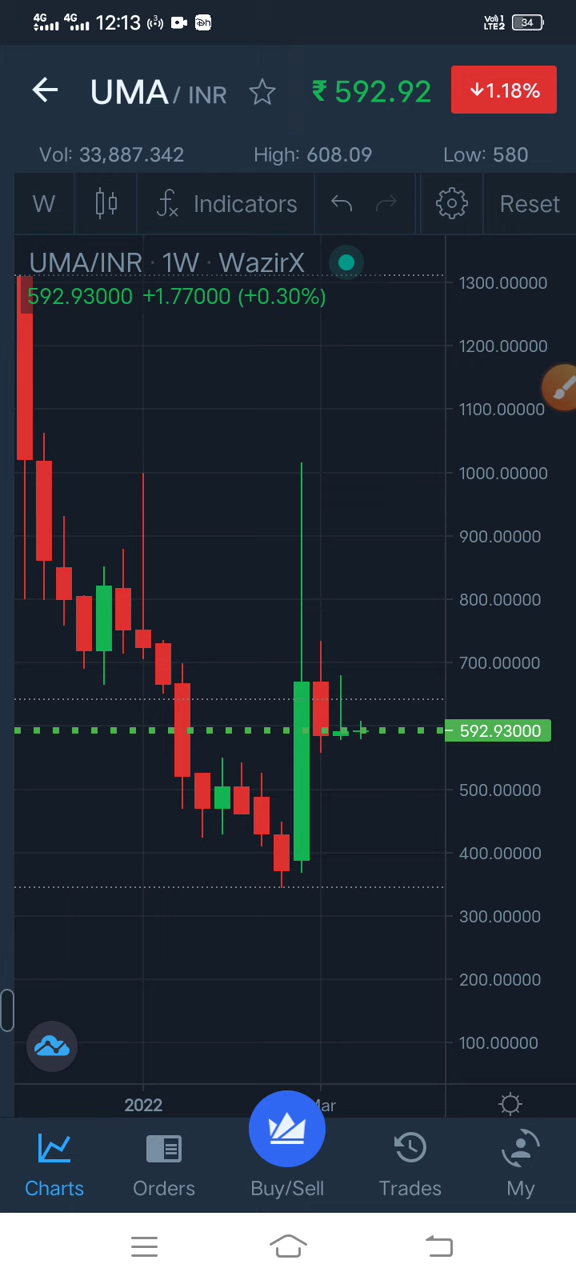 4G 4G 12:13 Vo) 1 LTE2 34
UMA / INR ₹ 592.92 ↓1.18%
Vol: 33,887.342 High: 608.09 Low: 580
W Indicators Reset
UMA/INR · 1W · WazirX
592.93000 +1.77000 (+0.30%)
1300.00000
1200.00000
1100.00000
1000.00000
900.00000
800.00000
700.00000
592.93000
500.00000
400.00000
300.00000
200.00000
100.00000
2022 Mar
Charts Orders Buy/Sell Trades My